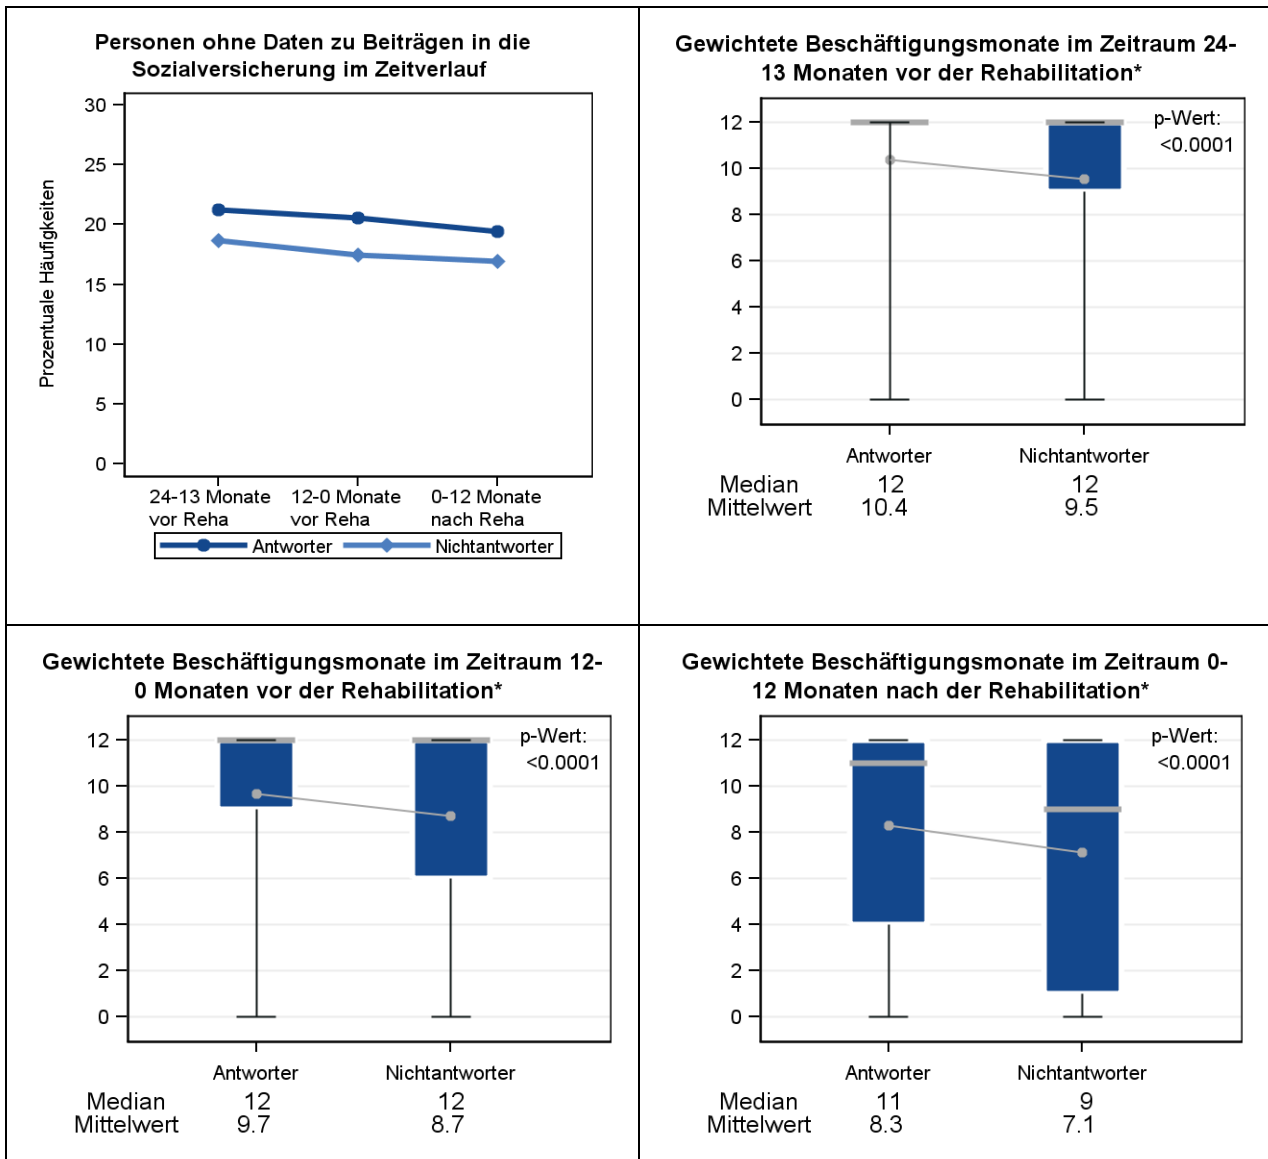 Personen ohne Daten zu Beiträgen in die
Sozialversicherung im Zeitverlauf
Prozentuale Häufigkeiten
30
25
20
15
10
5
0
24-13 Monate
vor Reha
12-0 Monate
vor Reha
0-12 Monate
nach Reha
Antworter
Nichtantworter
Gewichtete Beschäftigungsmonate im Zeitraum 24-
13 Monaten vor der Rehabilitation*
p-Wert:
<0.0001
12
10
8
6
4
2
0
Antworter Nichtantworter
Median 12 12
Mittelwert 10.4 9.5
Gewichtete Beschäftigungsmonate im Zeitraum 12-
0 Monaten vor der Rehabilitation*
p-Wert:
<0.0001
12
10
8
6
4
2
0
Antworter Nichtantworter
Median 12 12
Mittelwert 9.7 8.7
Gewichtete Beschäftigungsmonate im Zeitraum 0-
12 Monaten nach der Rehabilitation*
p-Wert:
<0.0001
12
10
8
6
4
2
0
Antworter Nichtantworter
Median 11 9
Mittelwert 8.3 7.1